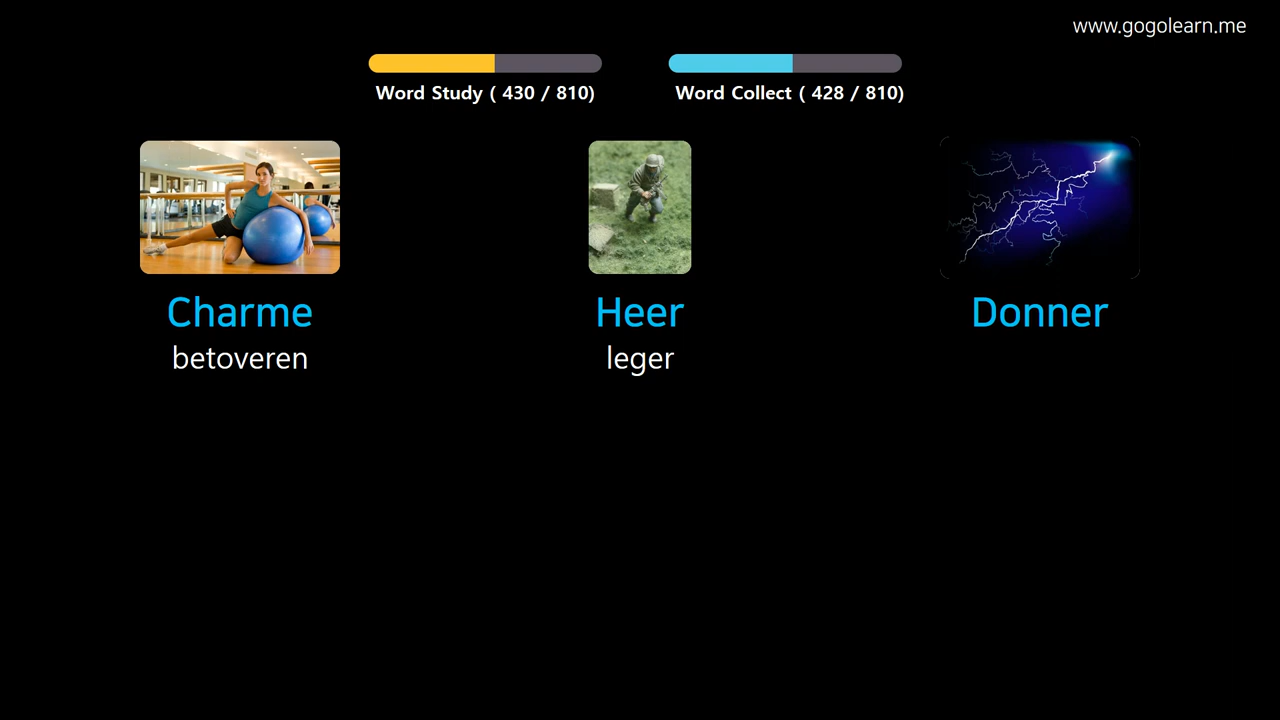 www.gogolearn.me
Word Study ( 430 / 810)
Word Collect ( 428 / 810)
Charme
betoveren
Heer
leger
Donner